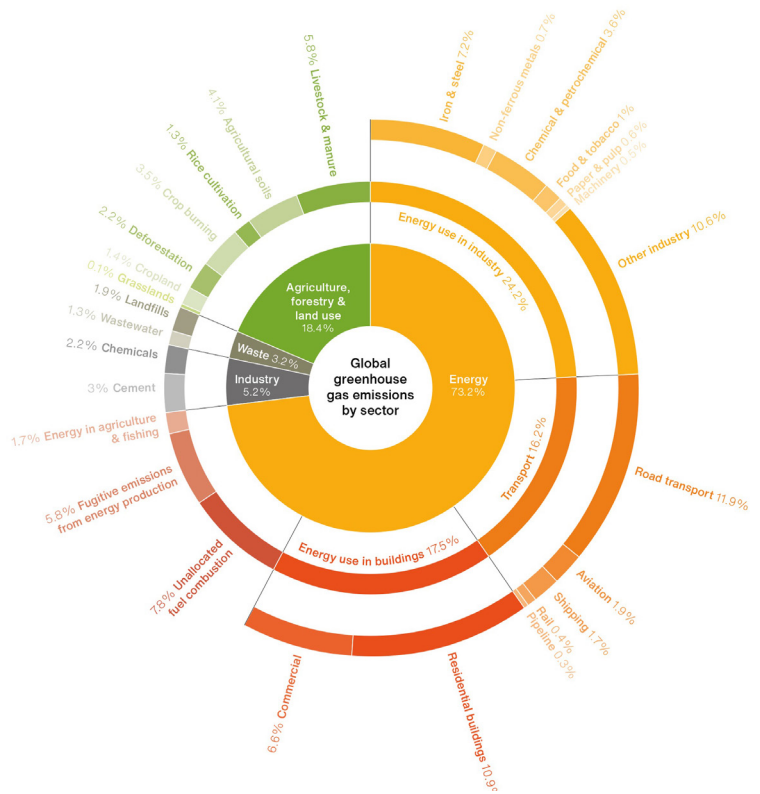 Global
greenhouse
gas emissions
by sector
Energy
73.2%
Industry
5.2%
Waste 3.2%
Agriculture,
forestry &
land use
18.4%
Energy use in industry 24.2%
Transport 16.2%
Energy use in buildings 17.5%
Iron & steel 7.2%
Non-ferrous metals 0.7%
Chemical & petrochemical 3.6%
Food & tobacco 1%
Paper & pulp 0.6%
Machinery 0.5%
Other industry 10.6%
Road transport 11.9%
Aviation 1.9%
Shipping 1.7%
Rail 0.4%
Pipeline 0.3%
Residential buildings 10.9%
6.6% Commercial
7.8% Unallocated
fuel combustion
5.8% Fugitive emissions
from energy production
1.7% Energy in agriculture
& fishing
3% Cement
2.2% Chemicals
1.3% Wastewater
1.9% Landfills
0.1% Grasslands
1.4% Cropland
2.2% Deforestation
3.5% Crop burning
1.3% Rice cultivation
4.1% Agricultural soils
5.8% Livestock & manure